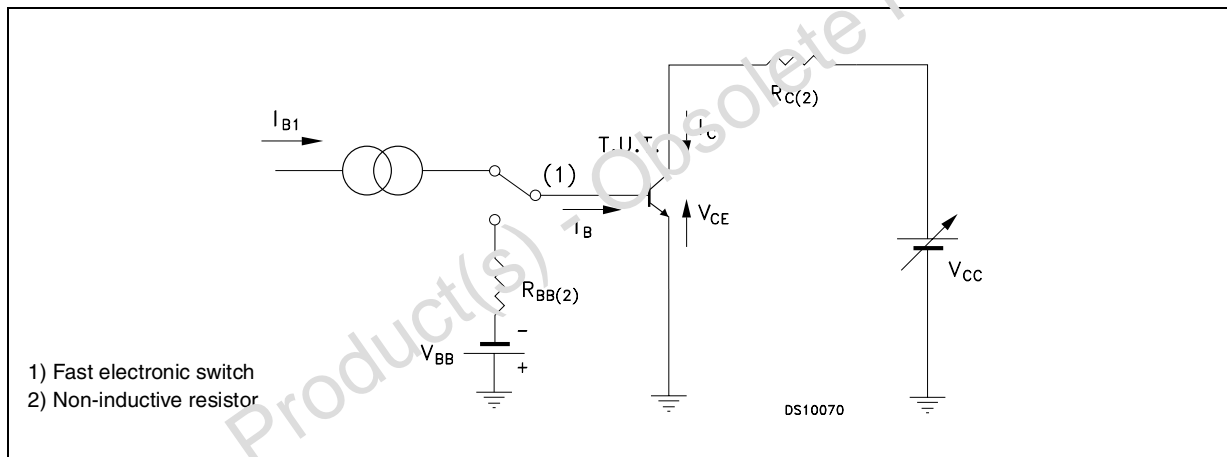 I_B1
(1)
I_B
T.U.T.
I_C
V_CE
R_C(2)
V_CC
R_BB(2)
V_BB
-
+
1) Fast electronic switch
2) Non-inductive resistor
DS10070
Product(s) - Obsolete